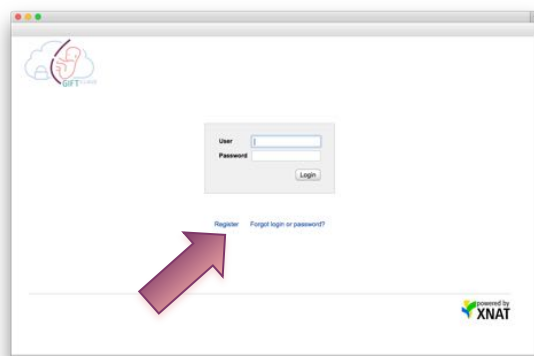 GIFT
User
Password
Login
Register Forgot login or password?
powered by
XNAT